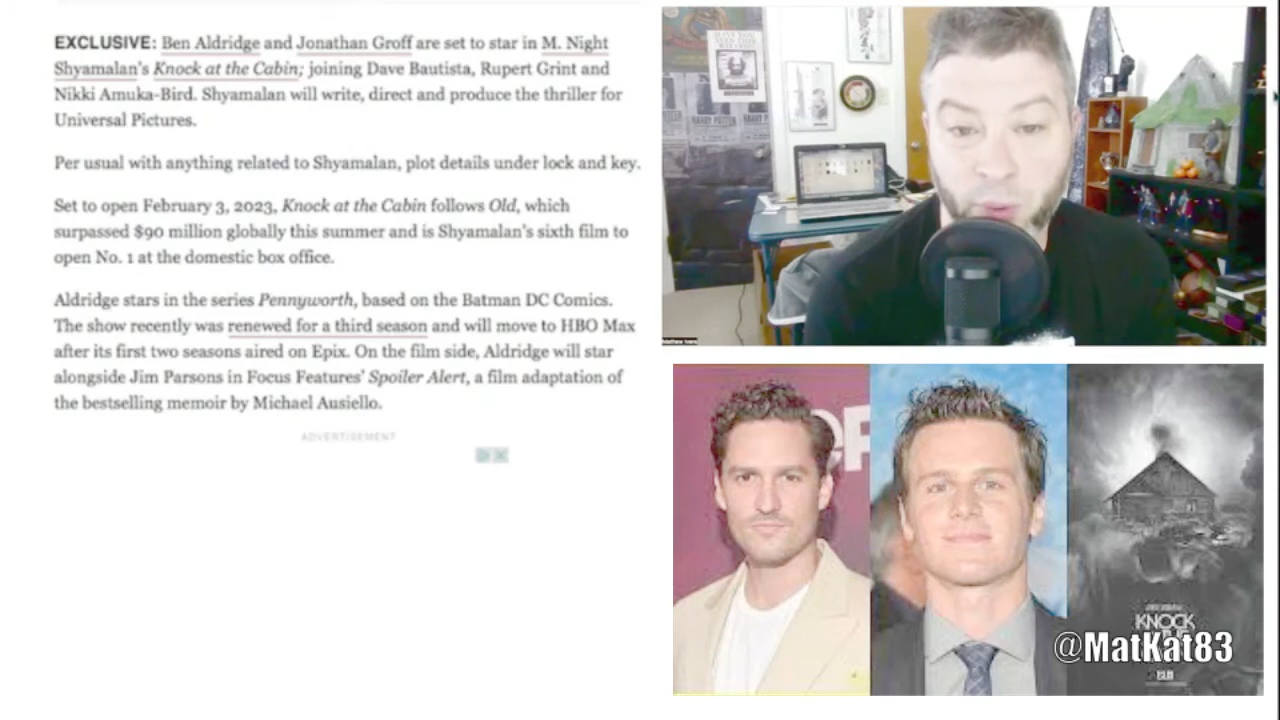 EXCLUSIVE: Ben Aldridge and Jonathan Groff are set to star in M. Night
Shyamalan's Knock at the Cabin; joining Dave Bautista, Rupert Grint and
Nikki Amuka-Bird. Shyamalan will write, direct and produce the thriller for
Universal Pictures.
Per usual with anything related to Shyamalan, plot details under lock and key.
Set to open February 3, 2023, Knock at the Cabin follows Old, which
surpassed $90 million globally this summer and is Shyamalan's sixth film to
open No. 1 at the domestic box office.
Aldridge stars in the series Pennyworth, based on the Batman DC Comics.
The show recently was renewed for a third season and will move to HBO Max
after its first two seasons aired on Epix. On the film side, Aldridge will star
alongside Jim Parsons in Focus Features' Spoiler Alert, a film adaptation of
the bestselling memoir by Michael Ausiello.
ADVERTISEMENT
HAVE YOU
SEEN THIS
WIZARD
HARRY POTTER
KNOCK
@MatKat83